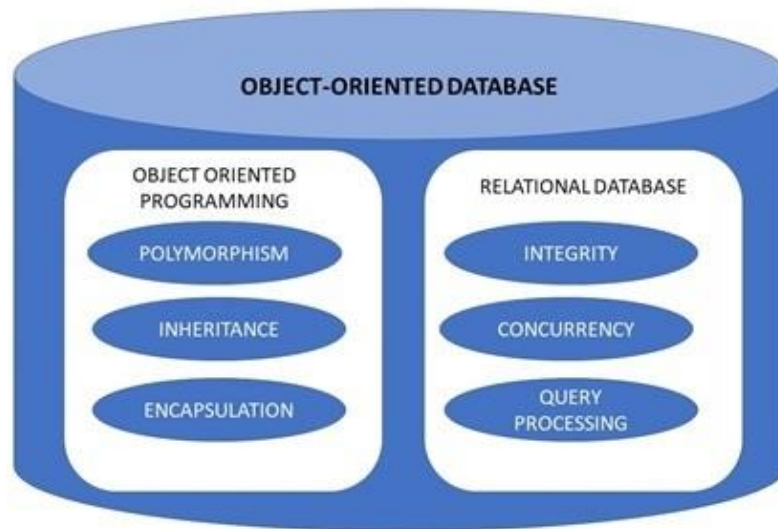 OBJECT-ORIENTED DATABASE
OBJECT ORIENTED
PROGRAMMING
POLYMORPHISM
INHERITANCE
ENCAPSULATION
RELATIONAL DATABASE
INTEGRITY
CONCURRENCY
QUERY
PROCESSING